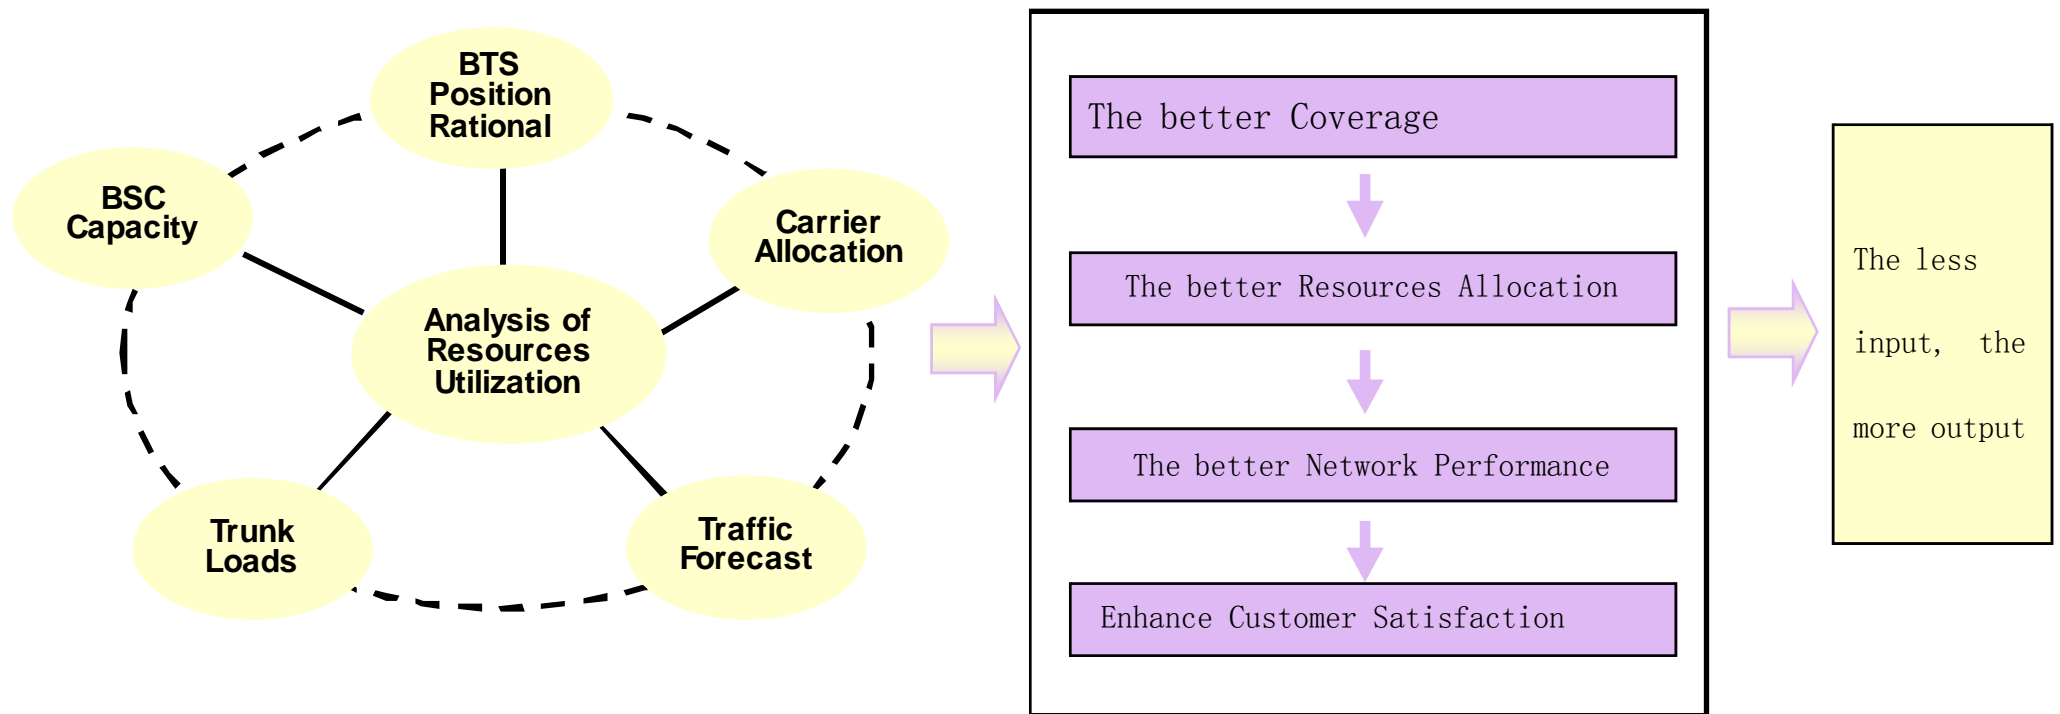 BTS
Position
Rational
BSC
Capacity
Carrier
Allocation
Analysis of
Resources
Utilization
Trunk
Loads
Traffic
Forecast
The better Coverage
The better Resources Allocation
The better Network Performance
Enhance Customer Satisfaction
The less
input, the
more output